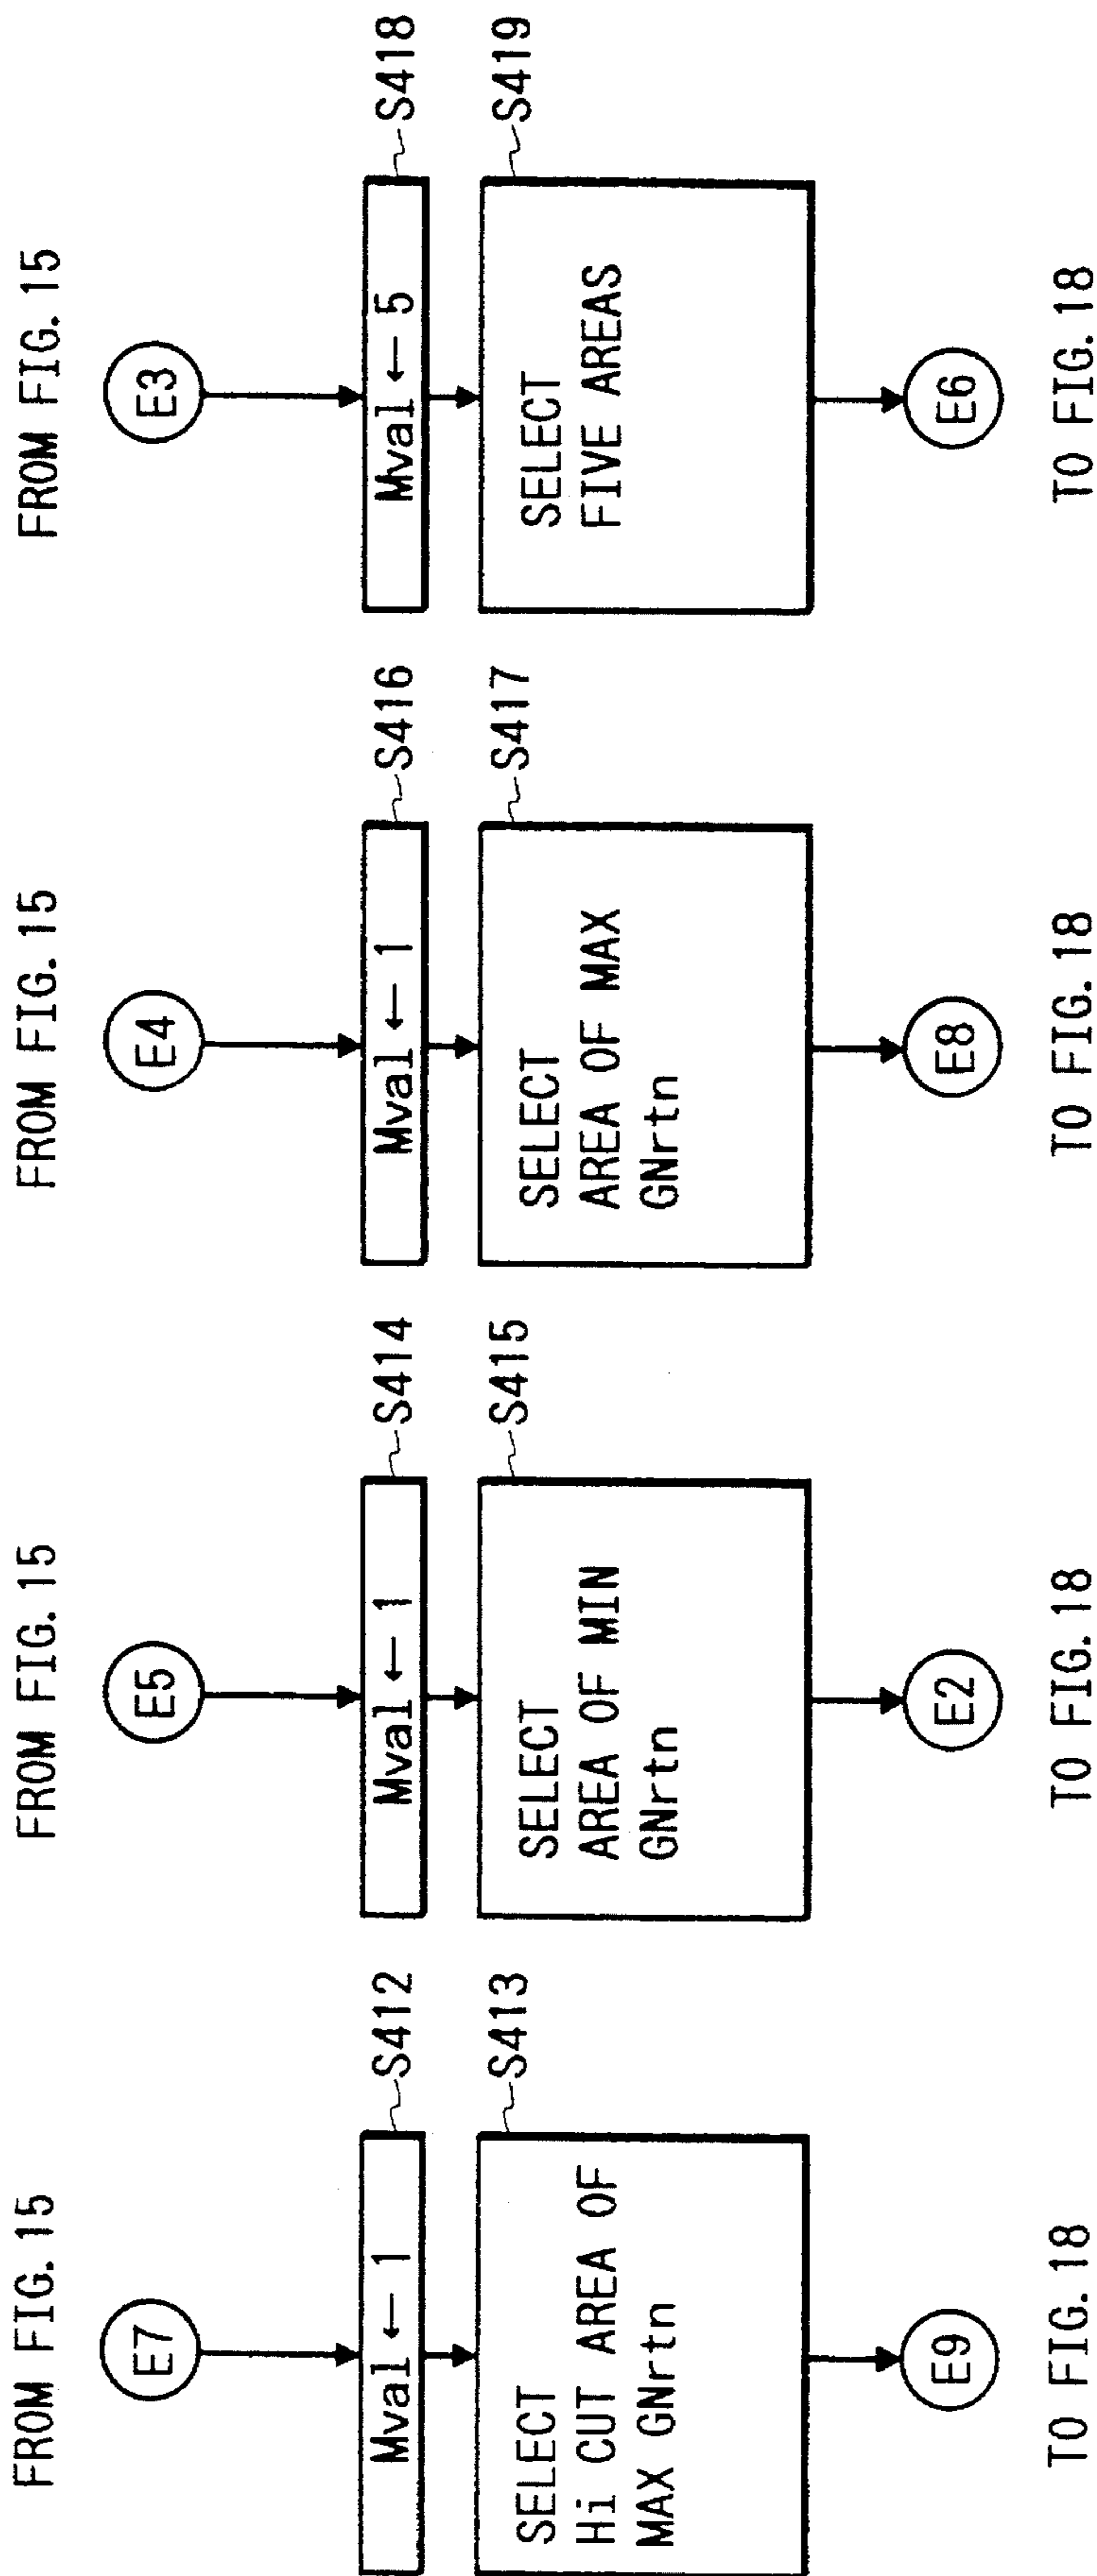 FROM FIG. 15
E7
Mval ← 1
S412
SELECT
Hi CUT AREA OF
MAX GNrtn
S413
E9
TO FIG. 18
FROM FIG. 15
E5
Mval ← 1
S414
SELECT
AREA OF MIN
GNrtn
S415
E2
TO FIG. 18
FROM FIG. 15
E4
Mval ← 1
S416
SELECT
AREA OF MAX
GNrtn
S417
E8
TO FIG. 18
FROM FIG. 15
E3
Mval ← 5
S418
SELECT
FIVE AREAS
S419
E6
TO FIG. 18